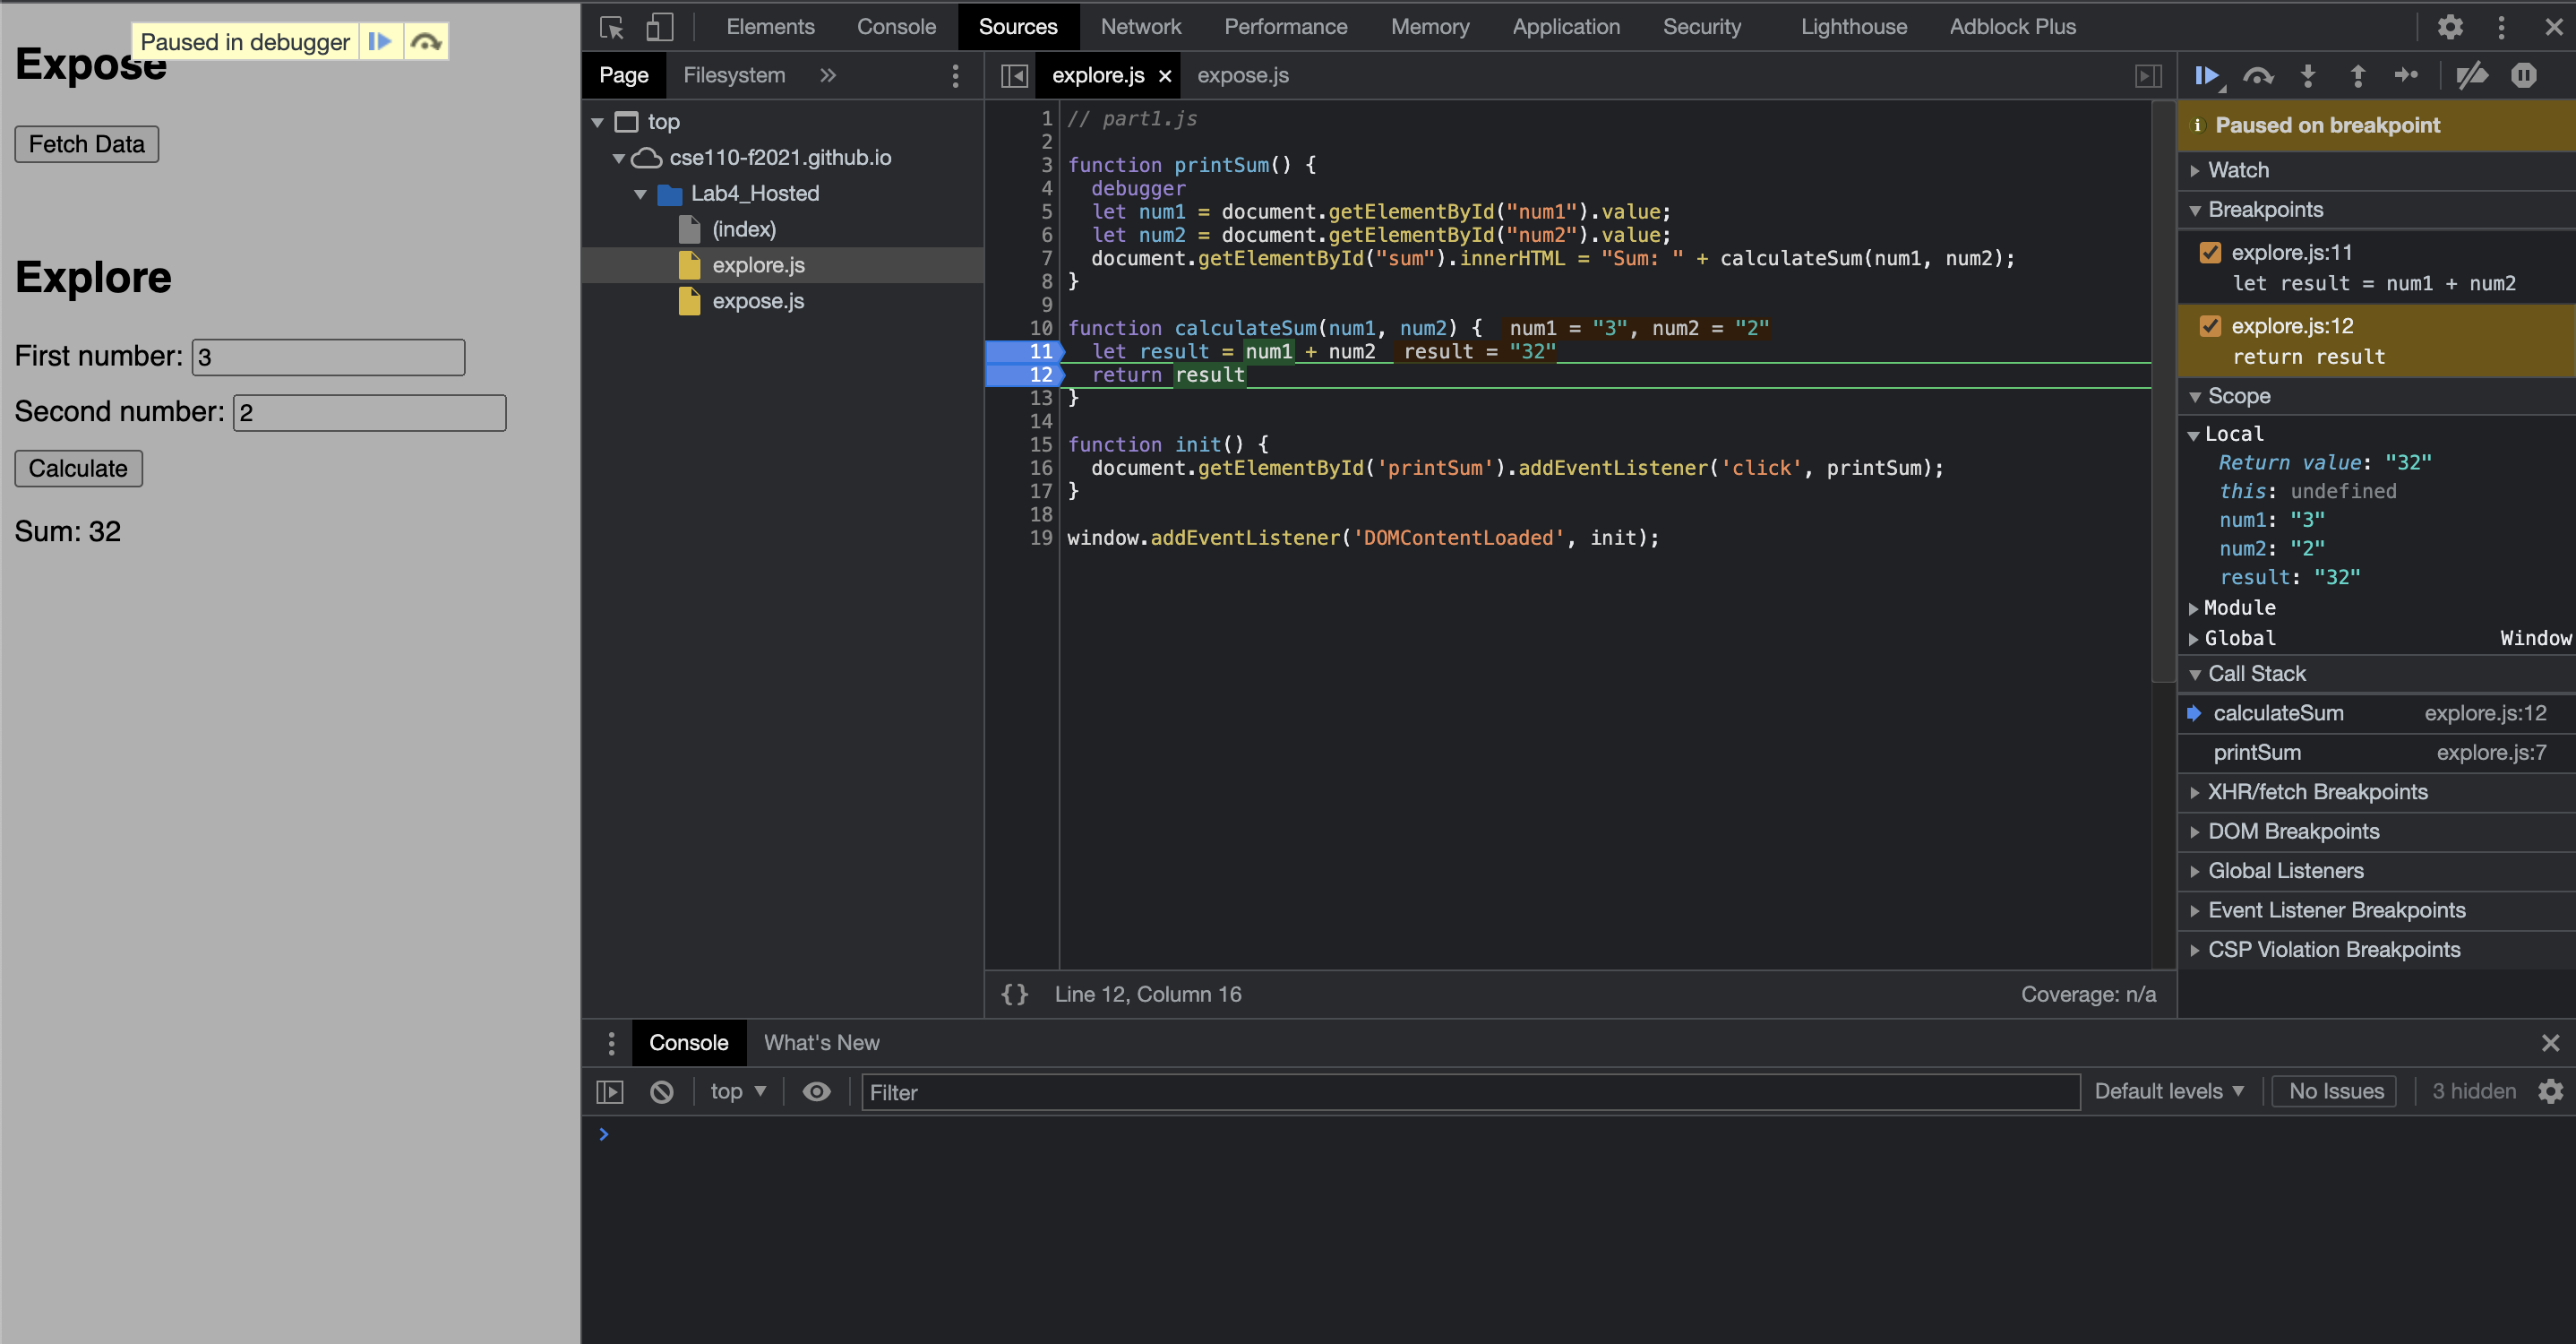 Paused in debugger
Expose
Fetch Data
Explore
First number: 3
Second number: 2
Calculate
Sum: 32
Elements Console Sources Network Performance Memory Application Security Lighthouse Adblock Plus
Page Filesystem »
top
cse110-f2021.github.io
Lab4_Hosted
(index)
explore.js
expose.js
explore.js × expose.js
1 // part1.js
2
3 function printSum() {
4 debugger
5 let num1 = document.getElementById("num1").value;
6 let num2 = document.getElementById("num2").value;
7 document.getElementById("sum").innerHTML = "Sum: " + calculateSum(num1, num2);
8 }
9
10 function calculateSum(num1, num2) { num1 = "3", num2 = "2"
11 let result = num1 + num2 result = "32"
12 return result
13 }
14
15 function init() {
16 document.getElementById('printSum').addEventListener('click', printSum);
17 }
18
19 window.addEventListener('DOMContentLoaded', init);
{} Line 12, Column 16 Coverage: n/a
Paused on breakpoint
Watch
Breakpoints
explore.js:11
let result = num1 + num2
explore.js:12
return result
Scope
Local
Return value: "32"
this: undefined
num1: "3"
num2: "2"
result: "32"
Module
Global Window
Call Stack
calculateSum explore.js:12
printSum explore.js:7
XHR/fetch Breakpoints
DOM Breakpoints
Global Listeners
Event Listener Breakpoints
CSP Violation Breakpoints
Console What's New
top Filter Default levels No Issues 3 hidden